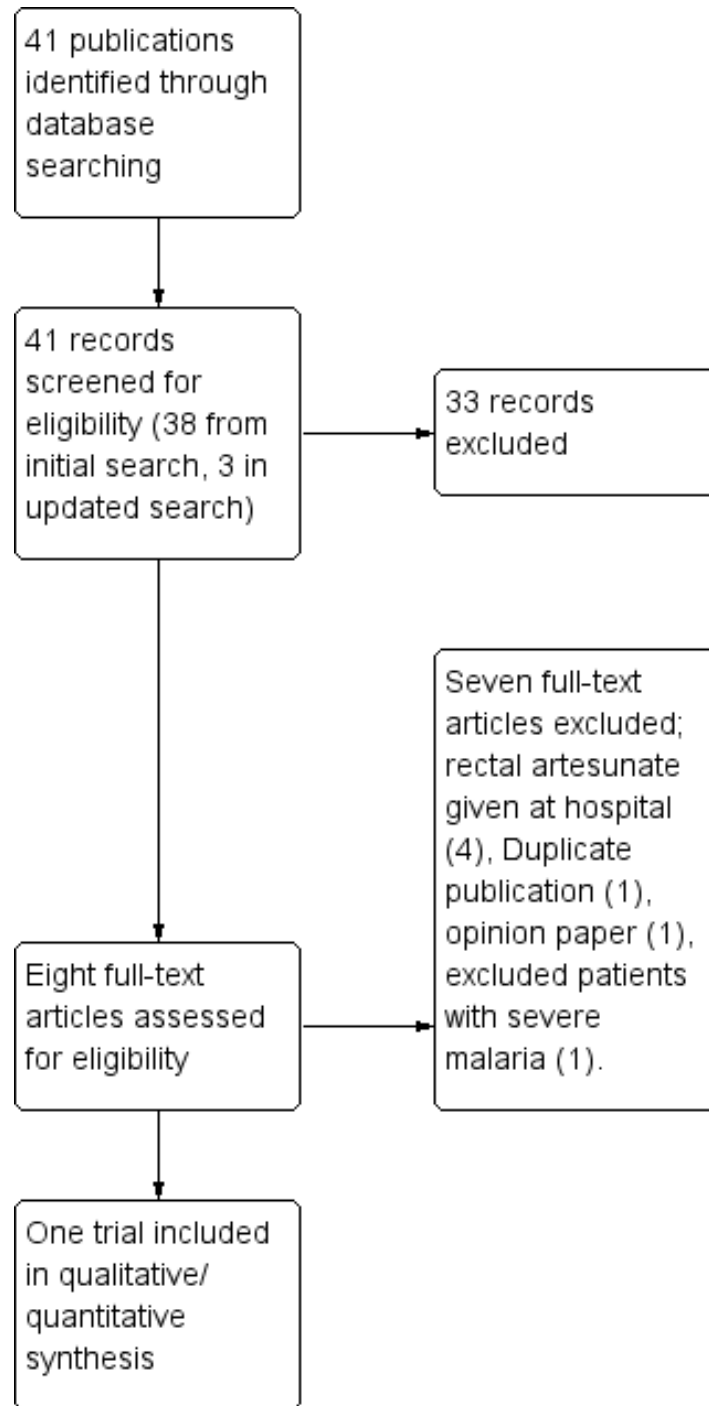 41 publications
identified through
database
searching
41 records
screened for
eligibility (38 from
initial search, 3 in
updated search)
33 records
excluded
Seven full-text
articles excluded;
rectal artesunate
given at hospital
(4), Duplicate
publication (1),
opinion paper (1),
excluded patients
with severe
malaria (1).
Eight full-text
articles assessed
for eligibility
One trial included
in qualitative/
quantitative
synthesis